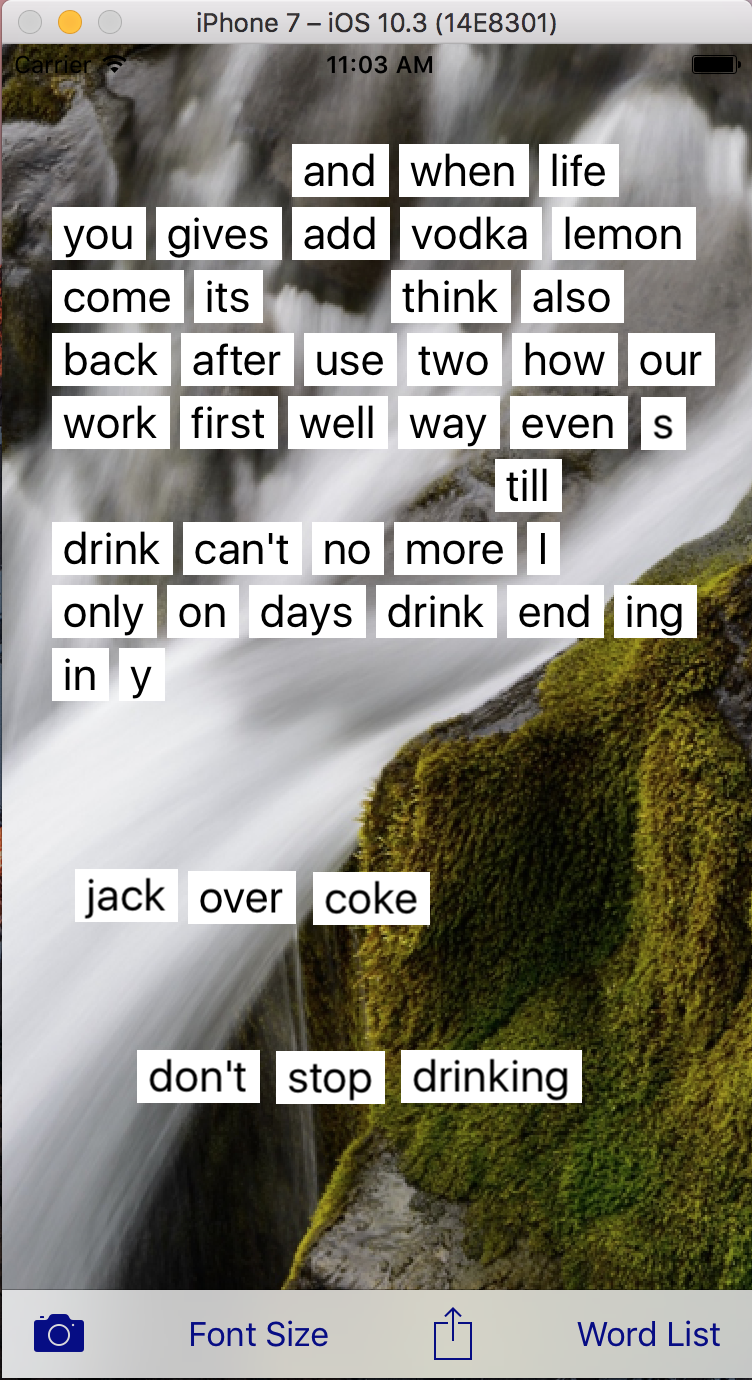 iPhone 7 – iOS 10.3 (14E8301)
Carrier 11:03 AM
and when life
you gives add vodka lemon
come its think also
back after use two how our
work first well way even s
till
drink can't no more I
only on days drink end ing
in y
jack over coke
don't stop drinking
Font Size Word List